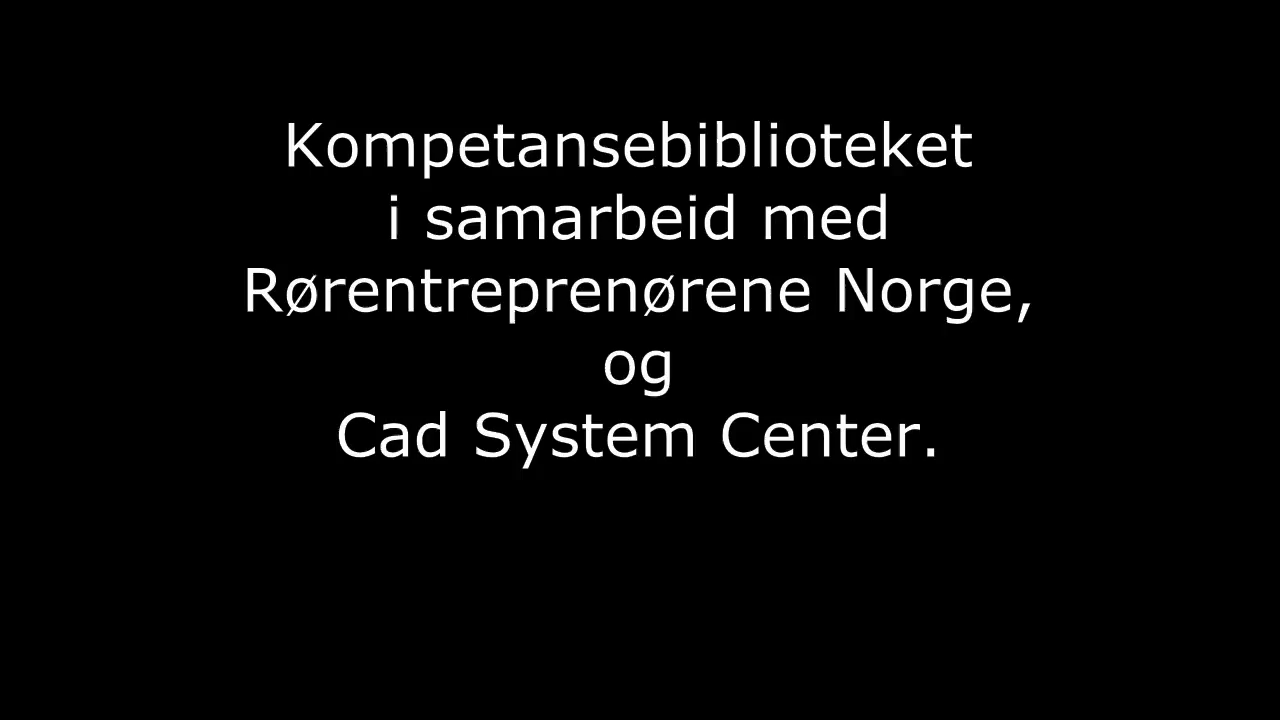 Kompetansebiblioteket
i samarbeid med
Rørentreprenørene Norge,
og
Cad System Center.